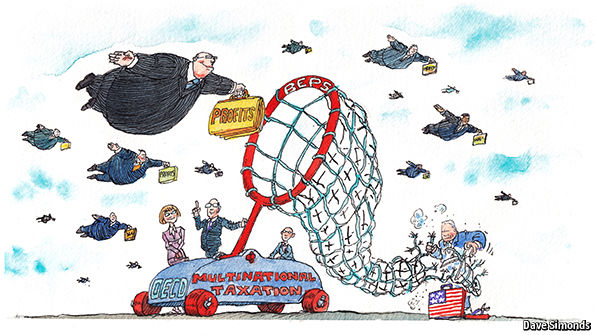 BEPS
PROFITS
PROFITS
OECD
MULTINATIONAL
TAXATION
Dave Simonds